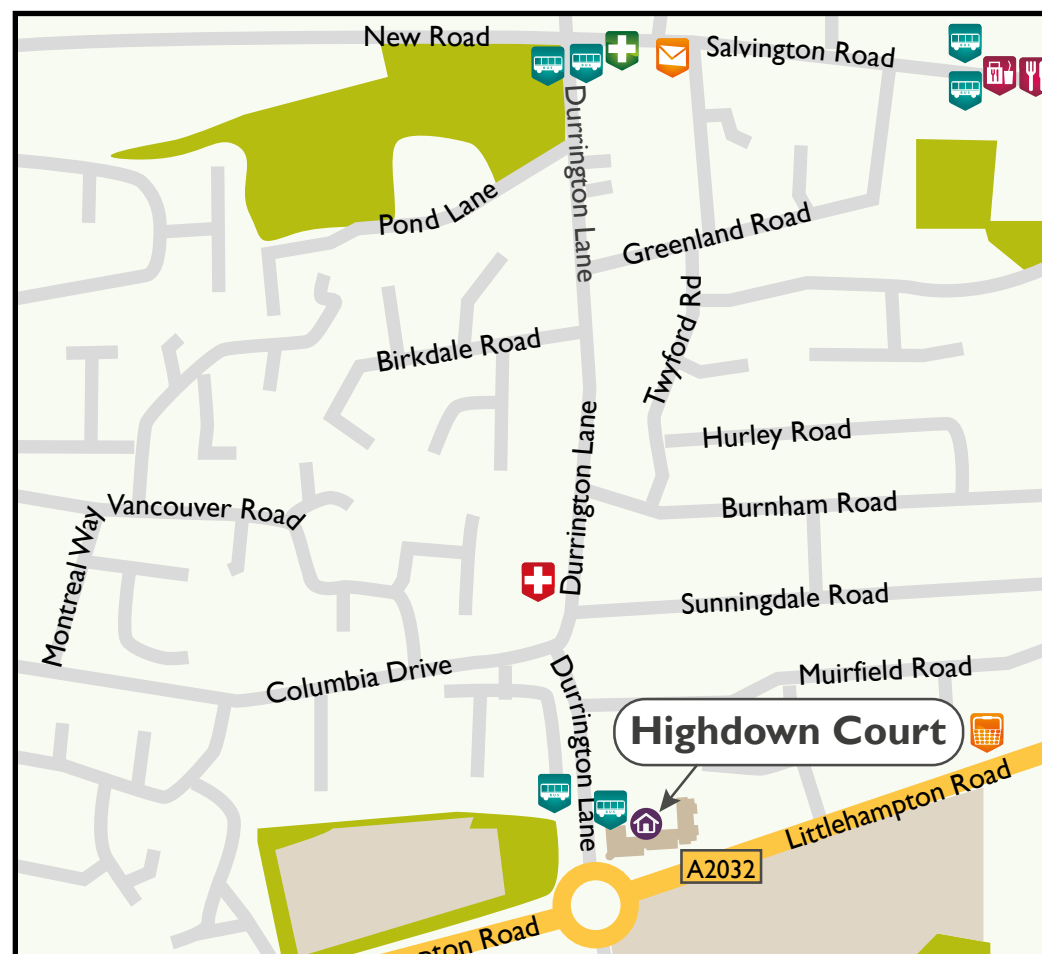 New Road
Salvington Road
Durrington Lane
Pond Lane
Greenland Road
Twyford Rd
Birkdale Road
Durrington Lane
Hurley Road
Vancouver Road
Burnham Road
Montreal Way
Sunningdale Road
Columbia Drive
Muirfield Road
Durrington Lane
Highdown Court
Littlehampton Road
A2032
pton Road